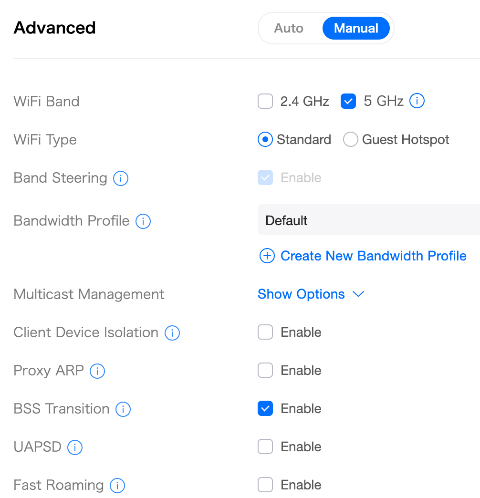 Advanced Auto Manual
WiFi Band 2.4 GHz 5 GHz
WiFi Type Standard Guest Hotspot
Band Steering Enable
Bandwidth Profile Default
Create New Bandwidth Profile
Multicast Management Show Options
Client Device Isolation Enable
Proxy ARP Enable
BSS Transition Enable
UAPSD Enable
Fast Roaming Enable